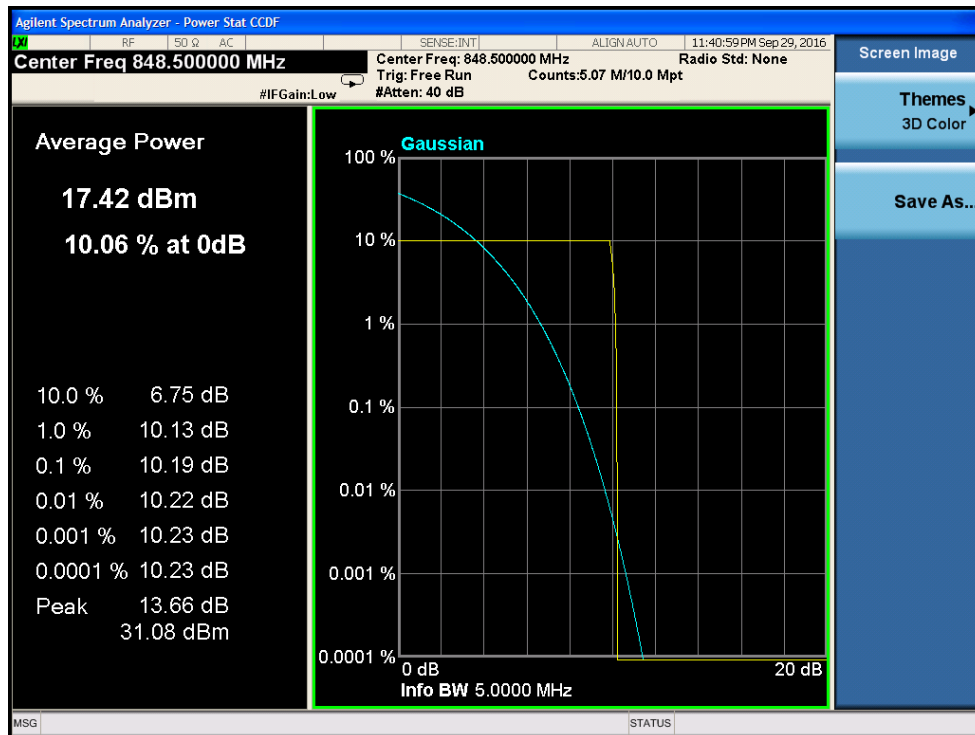 Agilent Spectrum Analyzer - Power Stat CCDF
LXI RF 50 Ω AC SENSE:INT ALIGN AUTO 11:40:59 PM Sep 29, 2016
Center Freq 848.500000 MHz
Center Freq: 848.500000 MHz Radio Std: None
Trig: Free Run Counts:5.07 M/10.0 Mpt
#IFGain:Low #Atten: 40 dB
Screen Image
Themes
3D Color
Save As...
Average Power
17.42 dBm
10.06 % at 0dB
10.0 % 6.75 dB
1.0 % 10.13 dB
0.1 % 10.19 dB
0.01 % 10.22 dB
0.001 % 10.23 dB
0.0001 % 10.23 dB
Peak 13.66 dB
31.08 dBm
Gaussian
100 %
10 %
1 %
0.1 %
0.01 %
0.001 %
0.0001 %
0 dB 20 dB
Info BW 5.0000 MHz
MSG STATUS